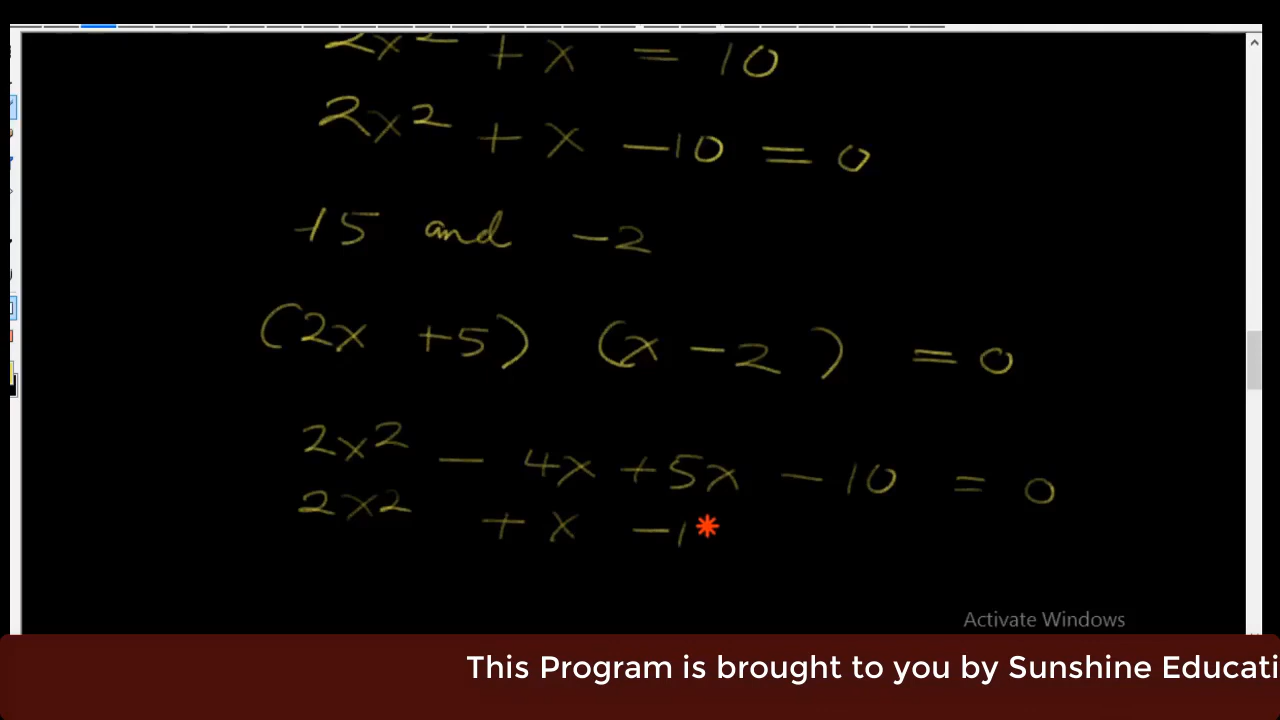 2x² + x = 10
2x² + x - 10 = 0
+5 and -2
(2x + 5) (x - 2) = 0
2x² - 4x + 5x - 10 = 0
2x² + x - 1
Activate Windows
This Program is brought to you by Sunshine Educati